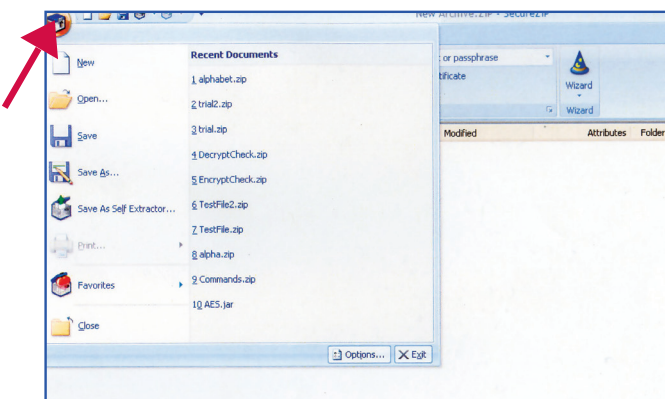 New Archive.ZIP - SecureZIP
New
Open...
Save
Save As...
Save As Self Extractor...
Print...
Favorites
Close
Recent Documents
1 alphabet.zip
2 trial2.zip
3 trial.zip
4 DecryptCheck.zip
5 EncryptCheck.zip
6 TestFile2.zip
7 TestFile.zip
8 alpha.zip
9 Commands.zip
10 AES.jar
Options...
Exit
or passphrase
tificate
Wizard
Wizard
Modified
Attributes
Folder